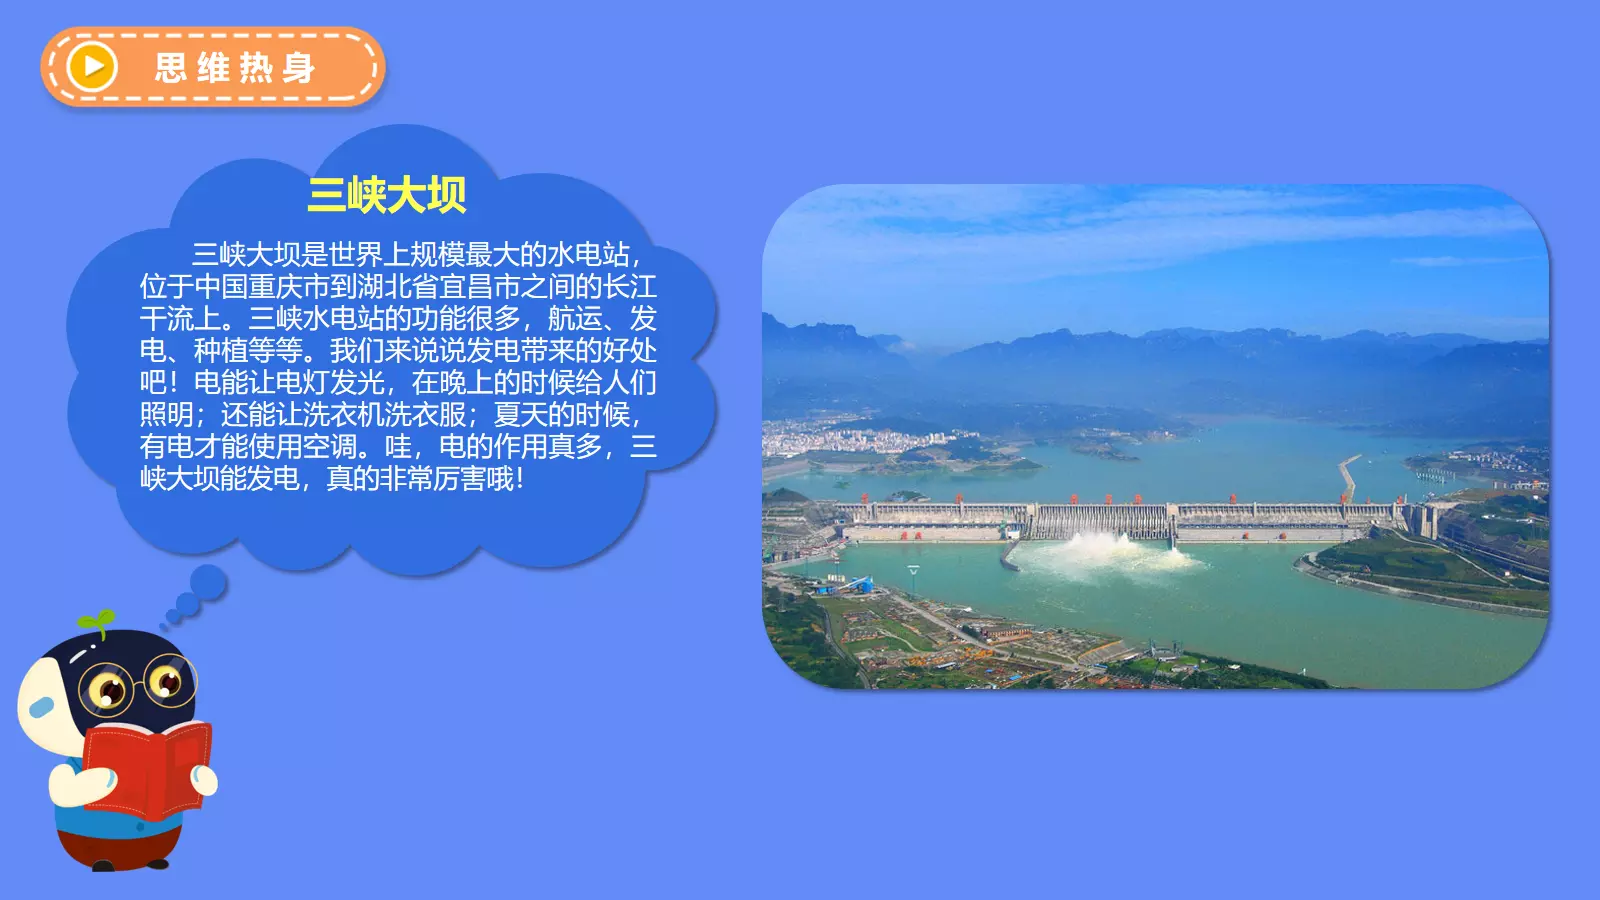 思维热身
三峡大坝
三峡大坝是世界上规模最大的水电站，
位于中国重庆市到湖北省宜昌市之间的长江
干流上。三峡水电站的功能很多，航运、发
电、种植等等。我们来说说发电带来的好处
吧！电能让电灯发光，在晚上的时候给人们
照明；还能让洗衣机洗衣服；夏天的时候，
有电才能使用空调。哇，电的作用真多，三
峡大坝能发电，真的非常厉害哦！